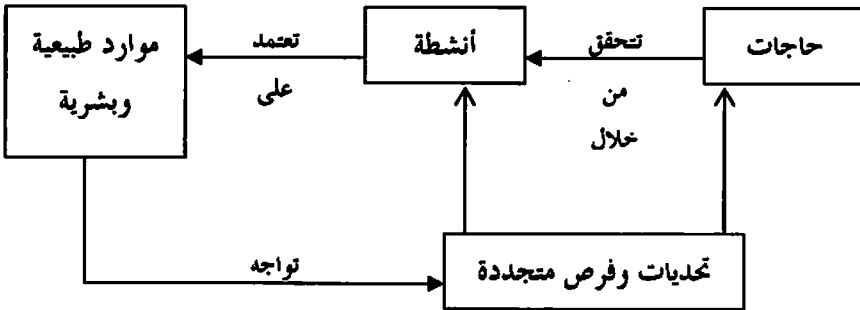 حاجات
تتحقق
من
خلال
أنشطة
تعتمد
على
موارد طبيعية
وبشرية
تواجه
تحديات وفرص متجددة